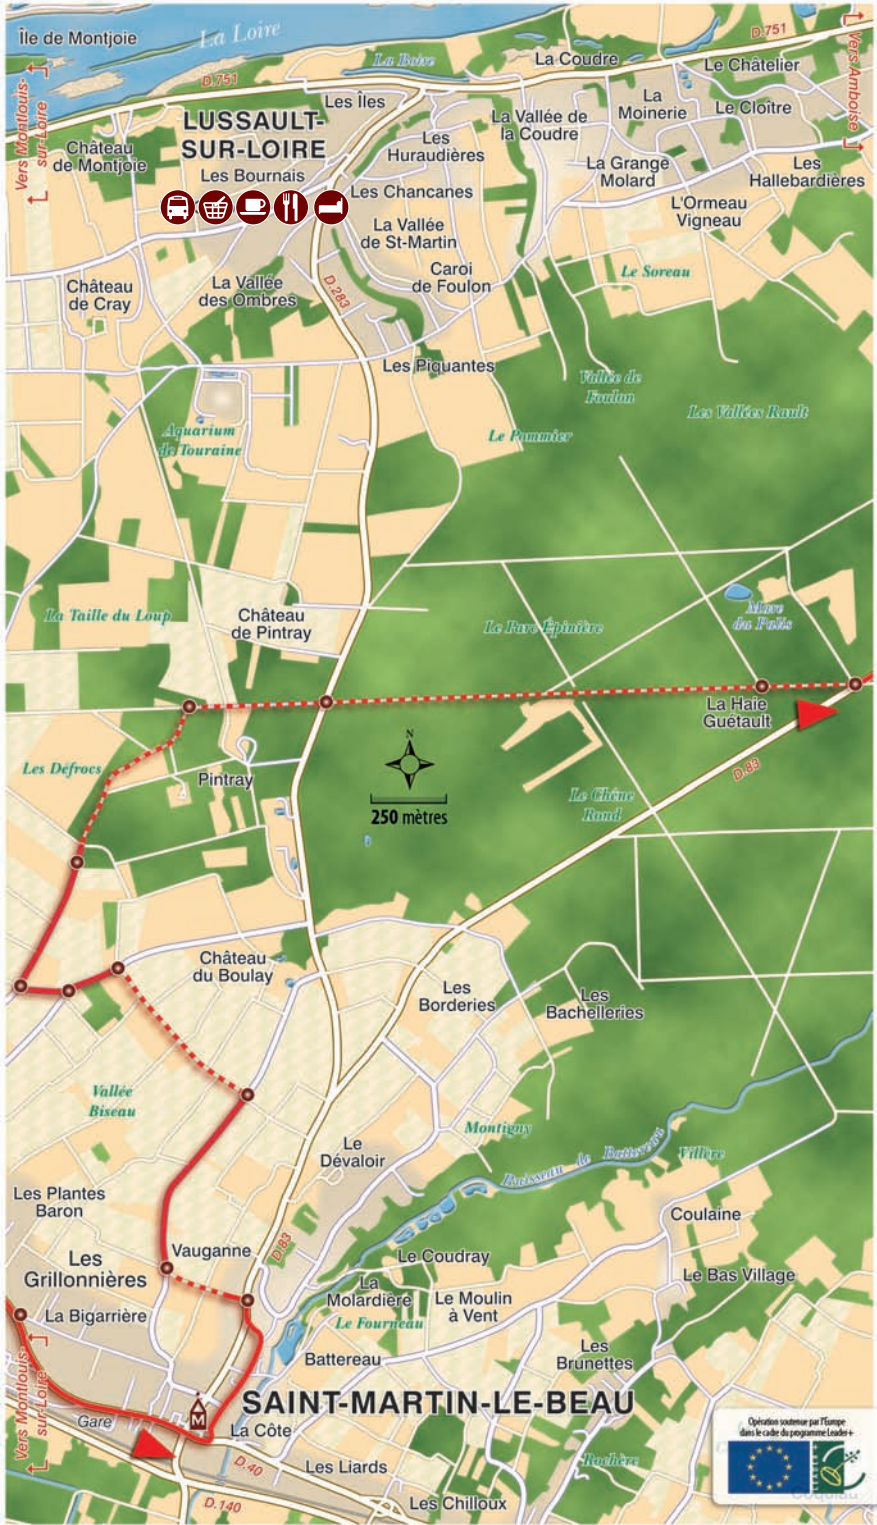 Île de Montjoie
La Loire
D.751
La Boire
La Coudre
D.751
Le Châtelier
Vers Amboise
Vers Montlouis-
sur-Loire
Les Îles
LUSSAULT-
SUR-LOIRE
Château
de Montjoie
Les Bournais
Les
Huraudières
La Vallée de
la Coudre
La
Moinerie
Le Cloître
La Grange
Molard
Les
Hallebardières
Les Chancanes
L'Ormeau
Vigneau
La Vallée
de St-Martin
Caroi
de Foulon
Le Soreau
Château
de Cray
La Vallée
des Ombres
D.283
Les Piquantes
Vallée de
Foulon
Les Vallées Rault
Aquarium
de Touraine
Le Pommier
La Taille du Loup
Château
de Pintray
Le Parc Épinière
Mare
du Palis
La Haie
Guétault
D.83
Les Défrocs
Pintray
N
250 mètres
Le Chêne
Rond
Château
du Boulay
Les
Borderies
Les
Bachelleries
Vallée
Biseau
Montigny
Ruisseau de Battereau
Villère
Le
Dévaloir
Les Plantes
Baron
Coulaine
Vauganne
D.83
Les
Grillonnières
Le Coudray
Le Bas Village
La
Molardière
Le Moulin
à Vent
La Bigarrière
Le Fourneau
Battereau
Les
Brunettes
Vers Montlouis-
sur-Loire
SAINT-MARTIN-LE-BEAU
Gare
M
La Côte
D.40
Les Liards
Rochère
D.140
Les Chilloux
Opération soutenue par l'Europe
dans le cadre du programme Leader+
LEADER+